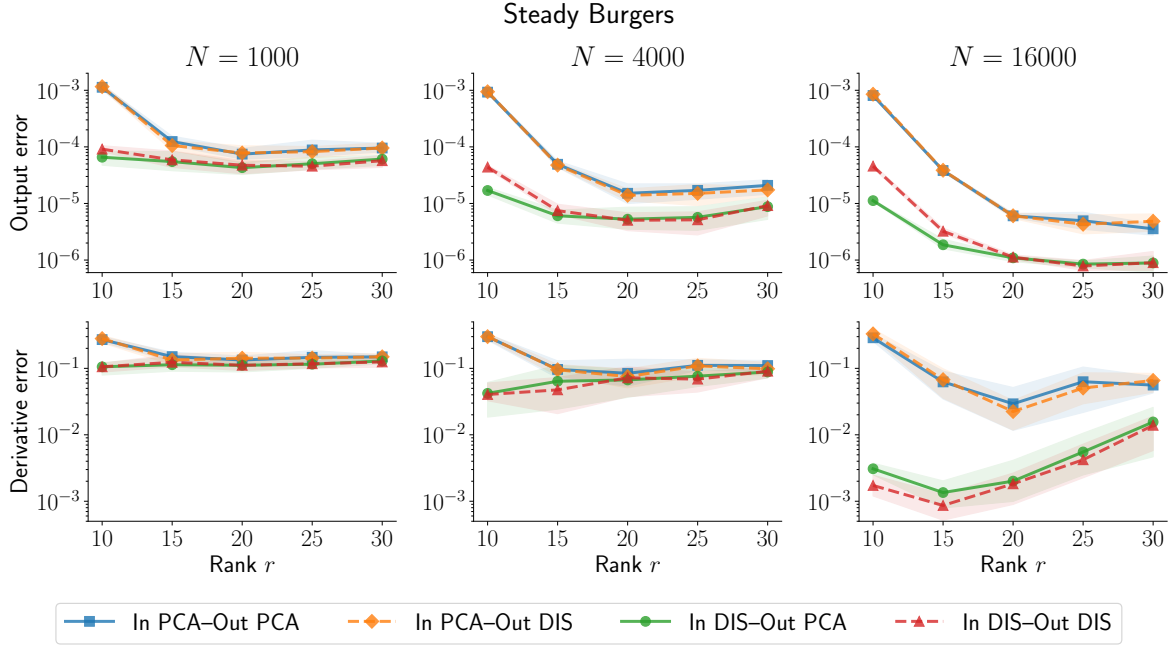 Steady Burgers
N = 1000
N = 4000
N = 16000
Output error
10⁻³
10⁻⁴
10⁻⁵
10⁻⁶
10 15 20 25 30
10⁻³
10⁻⁴
10⁻⁵
10⁻⁶
10 15 20 25 30
10⁻³
10⁻⁴
10⁻⁵
10⁻⁶
10 15 20 25 30
Derivative error
10⁻¹
10⁻²
10⁻³
10 15 20 25 30
Rank r
10⁻¹
10⁻²
10⁻³
10 15 20 25 30
Rank r
10⁻¹
10⁻²
10⁻³
10 15 20 25 30
Rank r
In PCA–Out PCA In PCA–Out DIS In DIS–Out PCA In DIS–Out DIS